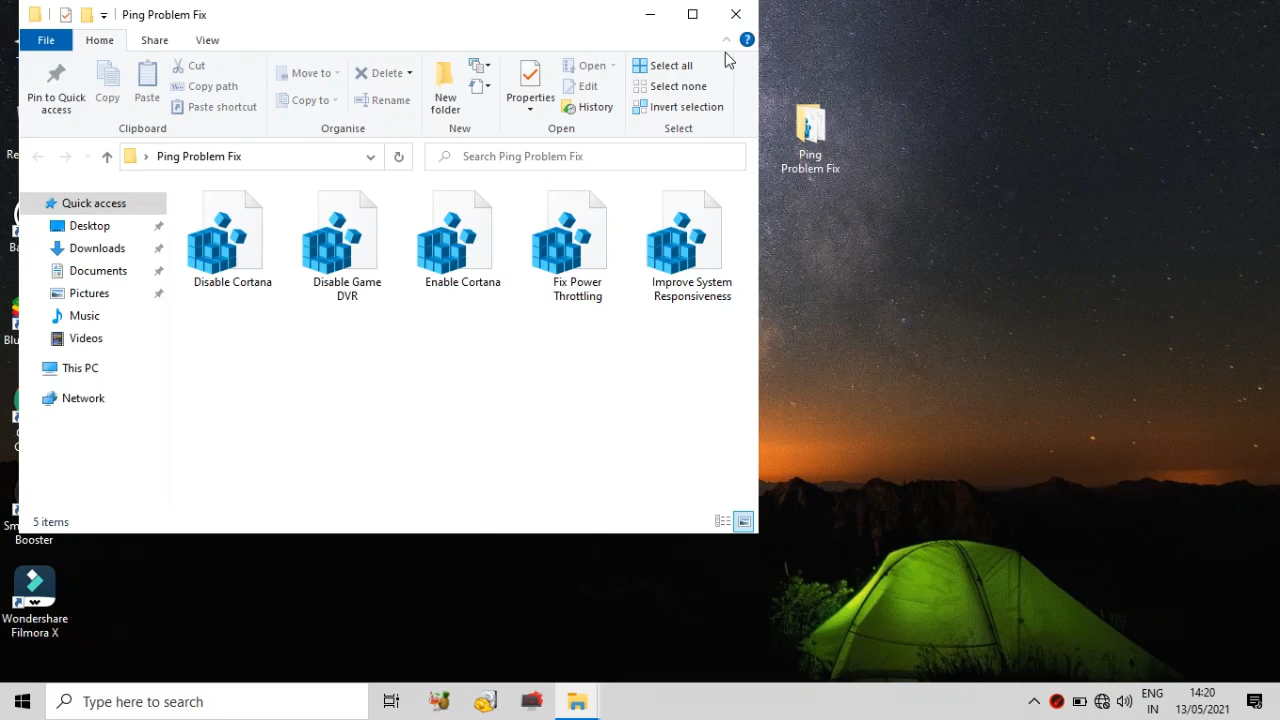 Ping Problem Fix
File
Home
Share
View
Pin to Quick
access
Copy
Paste
Cut
Copy path
Paste shortcut
Clipboard
Move to
Copy to
Delete
Rename
Organise
New
folder
New
Properties
Open
Edit
History
Open
Select all
Select none
Invert selection
Select
Ping Problem Fix
Search Ping Problem Fix
Quick access
Desktop
Downloads
Documents
Pictures
Music
Videos
This PC
Network
Disable Cortana
Disable Game
DVR
Enable Cortana
Fix Power
Throttling
Improve System
Responsiveness
5 items
Ping
Problem Fix
Re
Ba
Blu
Sm
Booster
Wondershare
Filmora X
Type here to search
ENG
IN
14:20
13/05/2021